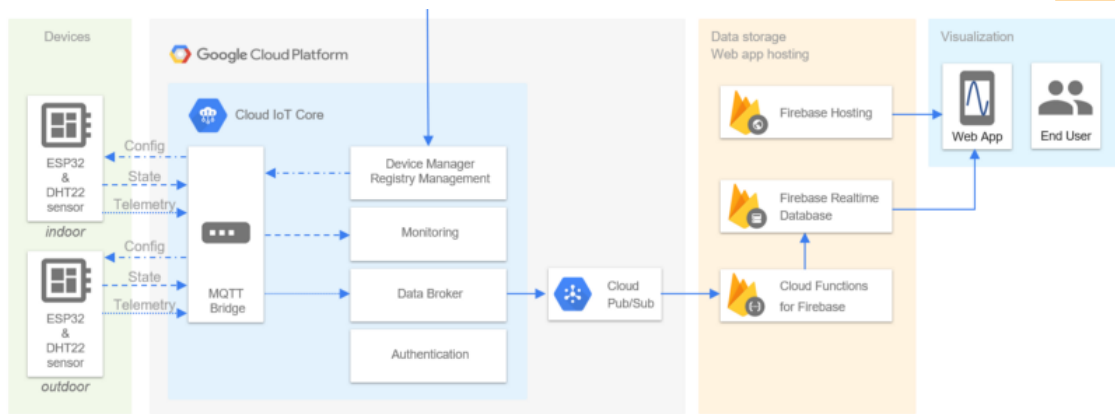 Devices
ESP32
&
DHT22
sensor
indoor
ESP32
&
DHT22
sensor
outdoor
Config
State
Telemetry
Config
State
Telemetry
Google Cloud Platform
Cloud IoT Core
MQTT
Bridge
Device Manager
Registry Management
Monitoring
Data Broker
Authentication
Cloud
Pub/Sub
Data storage
Web app hosting
Firebase Hosting
Firebase Realtime
Database
Cloud Functions
for Firebase
Visualization
Web App
End User